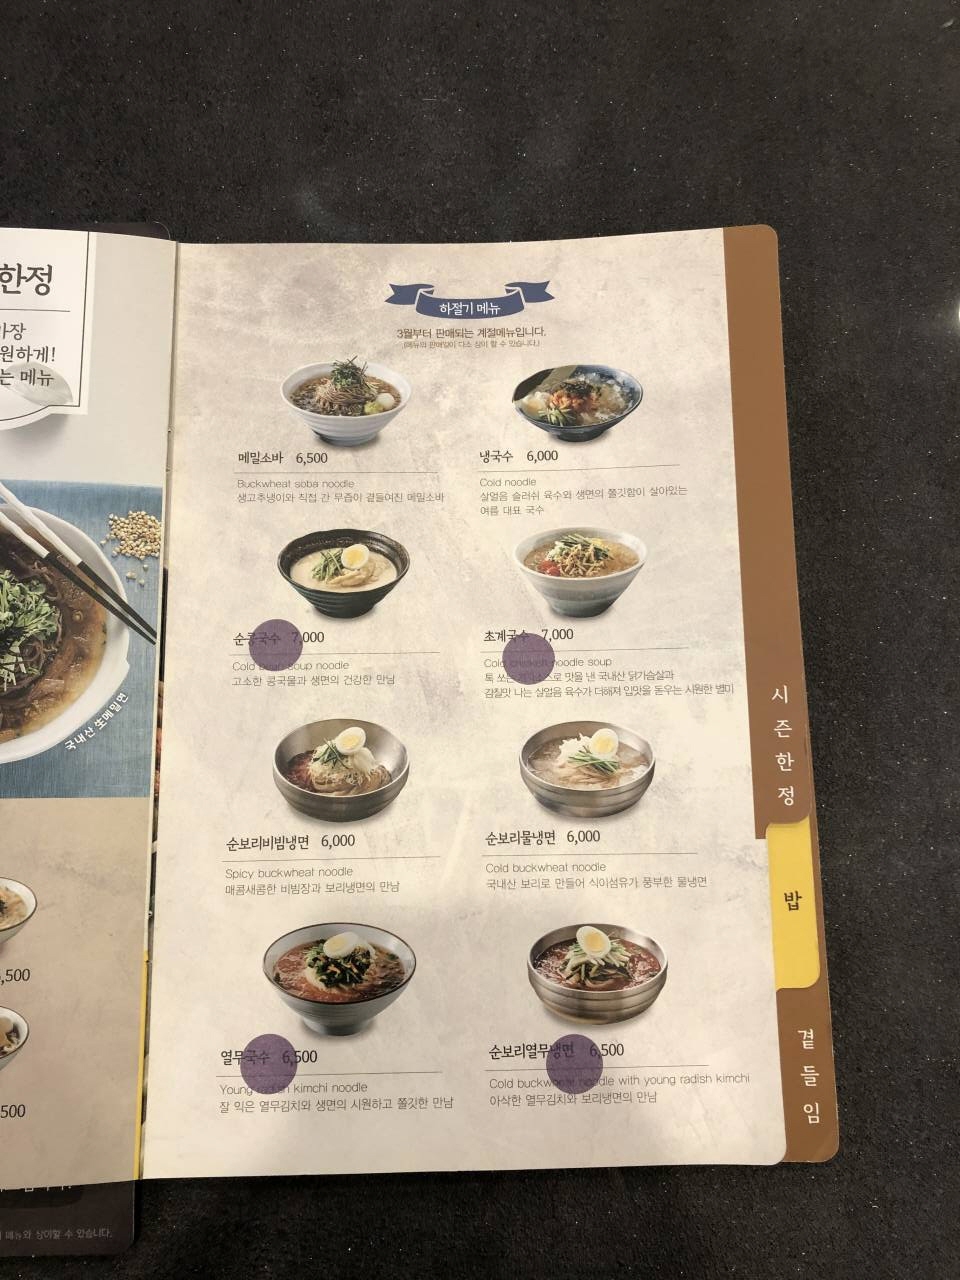 한정
원하게!
는 메뉴
국내산 生메밀면
,500
500
메뉴와 상이할 수 있습니다.
하절기 메뉴
3월부터 판매되는 계절메뉴입니다.
(메뉴의 판매일이 다소 상이 할 수 있습니다.)
메밀소바 6,500
Buckwheat soba noodle
생고추냉이와 직접 간 무즙이 곁들여진 메밀소바
냉국수 6,000
Cold noodle
살얼음 슬러쉬 육수와 생면의 쫄깃함이 살아있는
여름 대표 국수
순콩국수 7,000
Cold bean soup noodle
고소한 콩국물과 생면의 건강한 만남
초계국수 7,000
Cold chicken noodle soup
톡 쏘는 겨자소스로 맛을 낸 국내산 닭가슴살과
감칠맛 나는 살얼음 육수가 더해져 입맛을 돋우는 시원한 별미
순보리비빔냉면 6,000
Spicy buckwheat noodle
매콤새콤한 비빔장과 보리냉면의 만남
순보리물냉면 6,000
Cold buckwheat noodle
국내산 보리로 만들어 식이섬유가 풍부한 물냉면
열무국수 6,500
Young radish kimchi noodle
잘 익은 열무김치와 생면의 시원하고 쫄깃한 만남
순보리열무냉면 6,500
Cold buckwheat noodle with young radish kimchi
아삭한 열무김치와 보리냉면의 만남
시즌한정
밥
곁들임